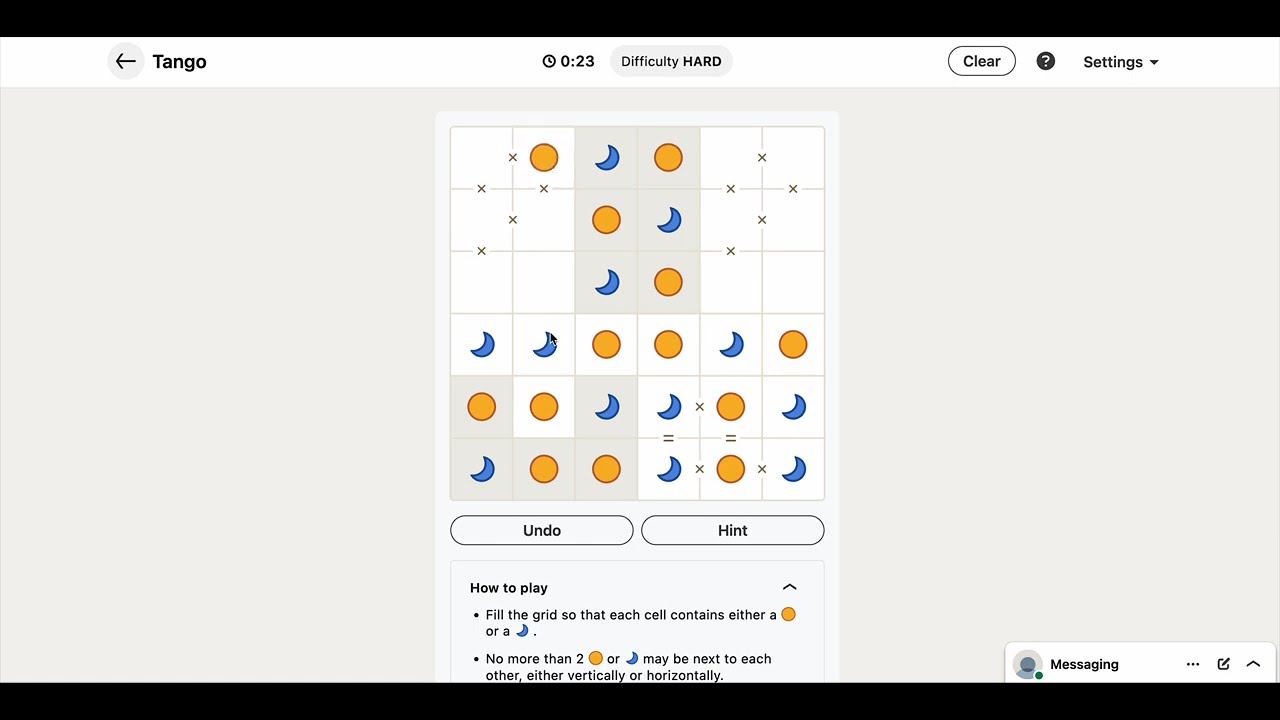 Tango
0:23
Difficulty HARD
Clear
?
Settings
× ×
× × × ×
× ×
× ×
×
= =
× ×
Undo
Hint
How to play
• Fill the grid so that each cell contains either a
or a .
• No more than 2 or may be next to each
other, either vertically or horizontally.
Messaging